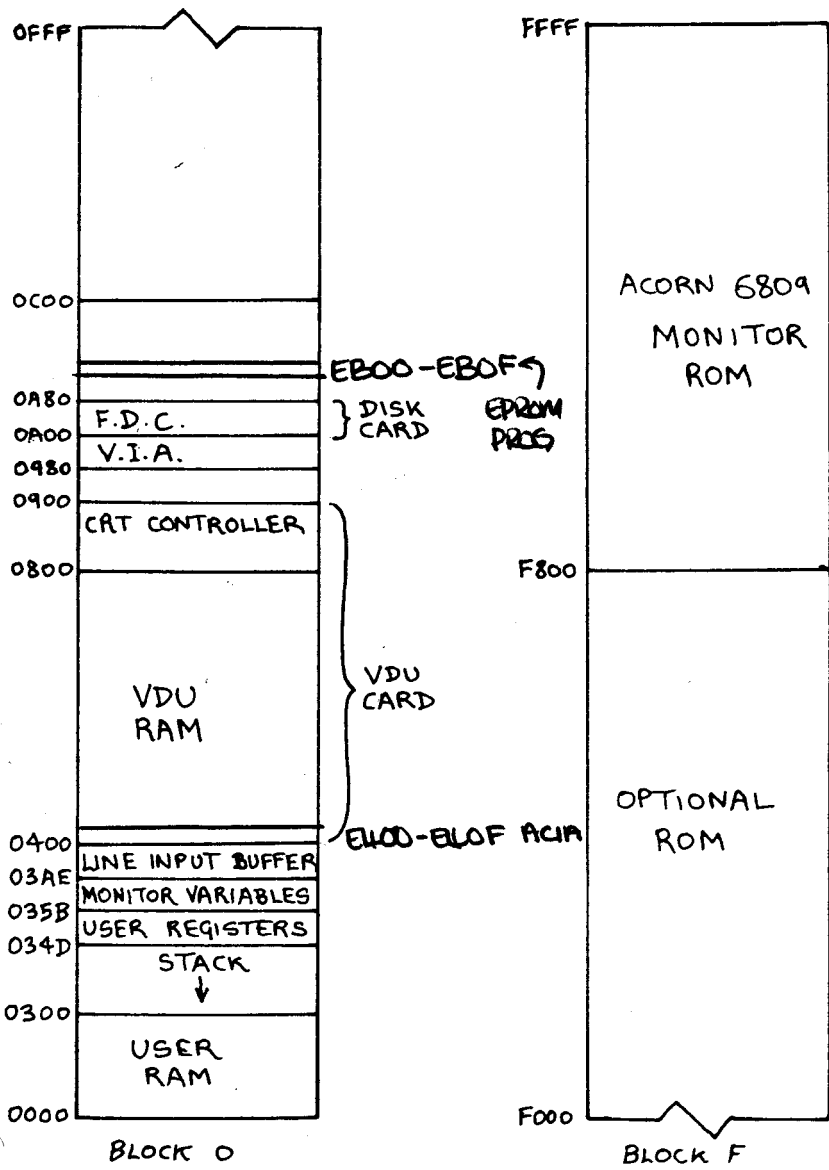 0FFF
FFFF
0C00
ACORN 6809
MONITOR
ROM
EB00-EB0F
0A80
F.D.C.
DISK
CARD
EPROM
PROG
0A00
V.I.A.
0980
0900
CRT CONTROLLER
0800
F800
VDU
RAM
VDU
CARD
OPTIONAL
ROM
E400-E40F ACIA
0400
LINE INPUT BUFFER
03AE
MONITOR VARIABLES
035B
USER REGISTERS
034D
STACK
0300
USER
RAM
0000
F000
BLOCK 0
BLOCK F